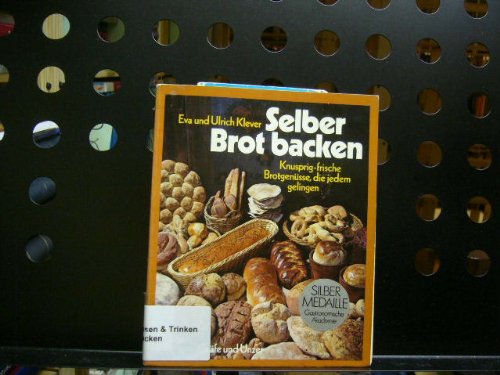 Eva und Ulrich Klever
Selber
Brot backen
Knusprig-frische
Brotgenüsse, die jedem
gelingen
SILBER
MEDAILLE
Gastronomische
Akademie
ken & Trinken
cken
äfe und Unzer